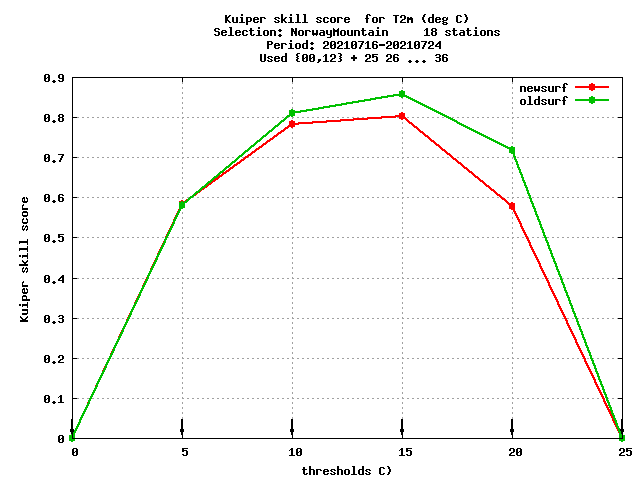 Kuiper skill score  for T2m (deg C)
Selection: NorwayMountain     18 stations
Period: 20210716-20210724
Used {00,12} + 25 26 ... 36
newsurf
oldsurf
0.9
0.8
0.7
0.6
0.5
0.4
0.3
0.2
0.1
0
Kuiper skill score
0 5 10 15 20 25
thresholds C)